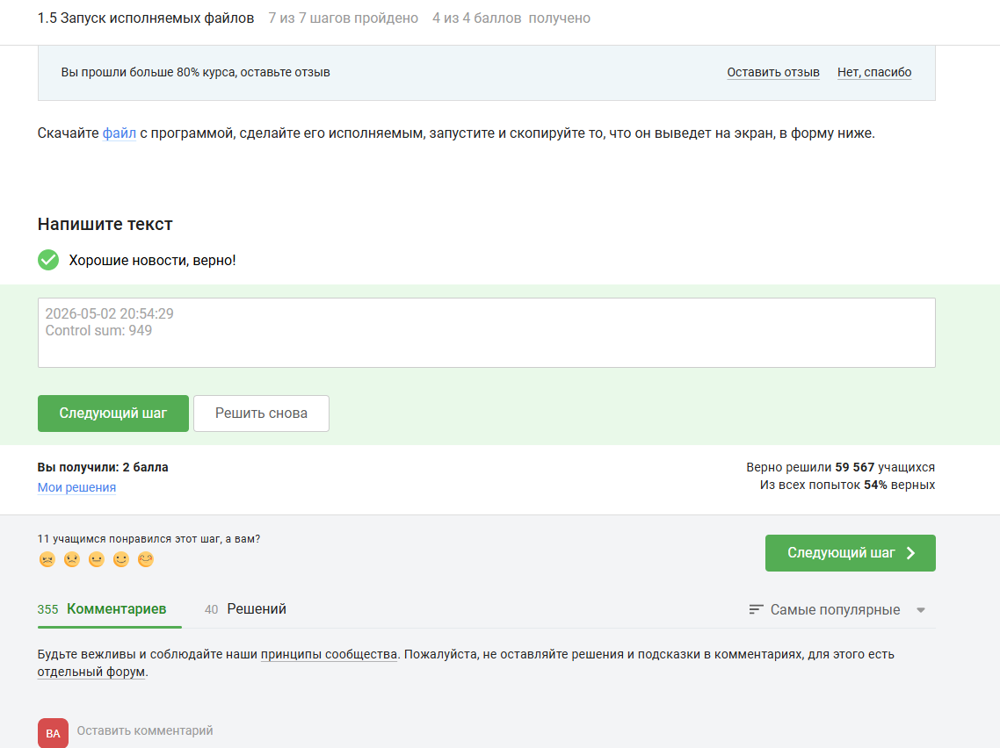 1.5 Запуск исполняемых файлов 7 из 7 шагов пройдено 4 из 4 баллов получено
Вы прошли больше 80% курса, оставьте отзыв Оставить отзыв Нет, спасибо
Скачайте файл с программой, сделайте его исполняемым, запустите и скопируйте то, что он выведет на экран, в форму ниже.
Напишите текст
Хорошие новости, верно!
2026-05-02 20:54:29
Control sum: 949
Следующий шаг Решить снова
Вы получили: 2 балла
Мои решения
Верно решили 59 567 учащихся
Из всех попыток 54% верных
11 учащимся понравился этот шаг, а вам?
Следующий шаг
355 Комментариев 40 Решений Самые популярные
Будьте вежливы и соблюдайте наши принципы сообщества. Пожалуйста, не оставляйте решения и подсказки в комментариях, для этого есть
отдельный форум.
ВА Оставить комментарий